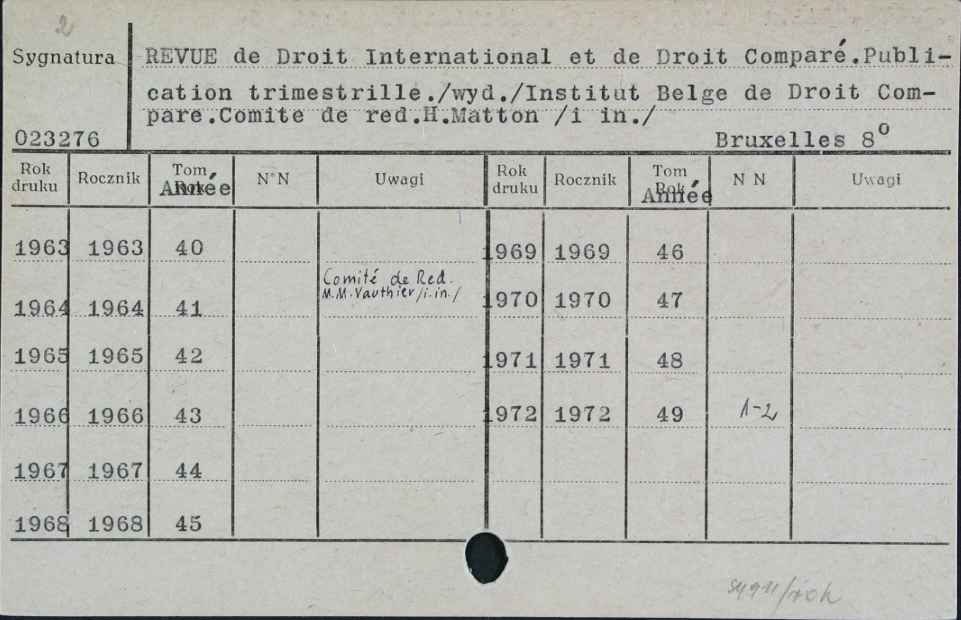 2
Sygnatura REVUE de Droit International et de Droit Comparé.Publi-
cation trimestrille./wyd./Institut Belge de Droit Com-
pare.Comite de red.H.Matton /i in./
023276 Bruxelles 8º
Rok druku Rocznik Tom Rok Année N°N Uwagi Rok druku Rocznik Tom Rok Année N N Uwagi
1963 1963 40 1969 1969 46
Comité de Red.
M.M.Vauthier/i.in./
1964 1964 41 1970 1970 47
1965 1965 42 1971 1971 48
1966 1966 43 1972 1972 49 1-2
1967 1967 44
1968 1968 45